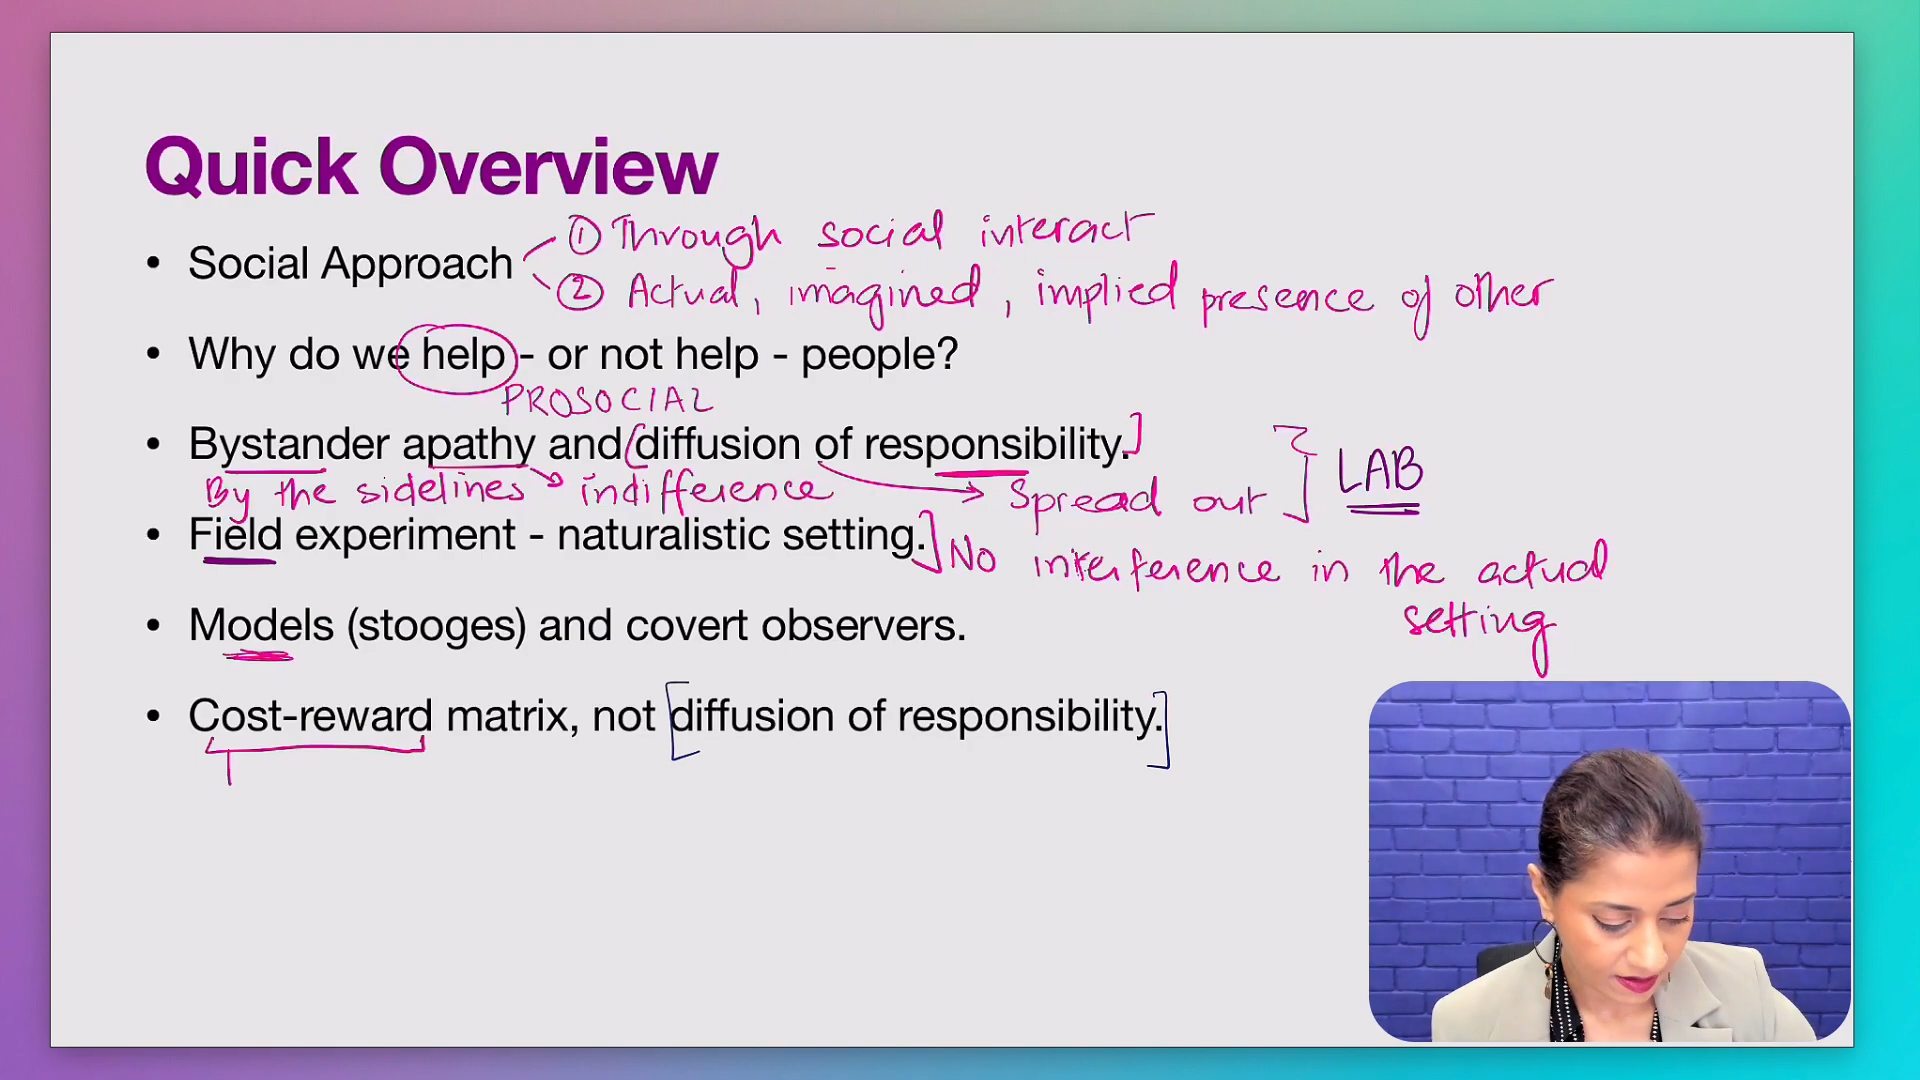 Quick Overview
• Social Approach
① Through social interact
② Actual, imagined, implied presence of other
• Why do we help - or not help - people?
PROSOCIAL
• Bystander apathy and [diffusion of responsibility.]
By the sidelines → indifference → Spread out
LAB
• Field experiment - naturalistic setting.]
No interference in the actual
setting
• Models (stooges) and covert observers.
• Cost-reward matrix, not [diffusion of responsibility.]